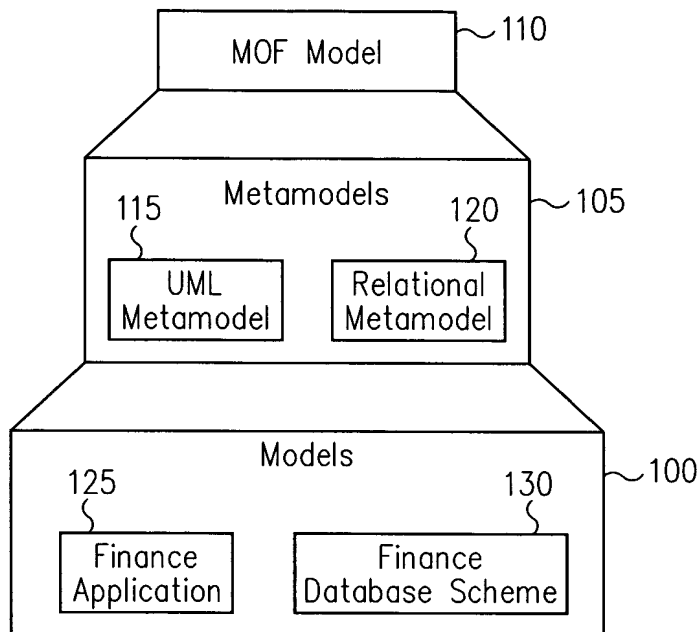 MOF Model
110
Metamodels
105
115
120
UML
Metamodel
Relational
Metamodel
Models
100
125
130
Finance
Application
Finance
Database Scheme